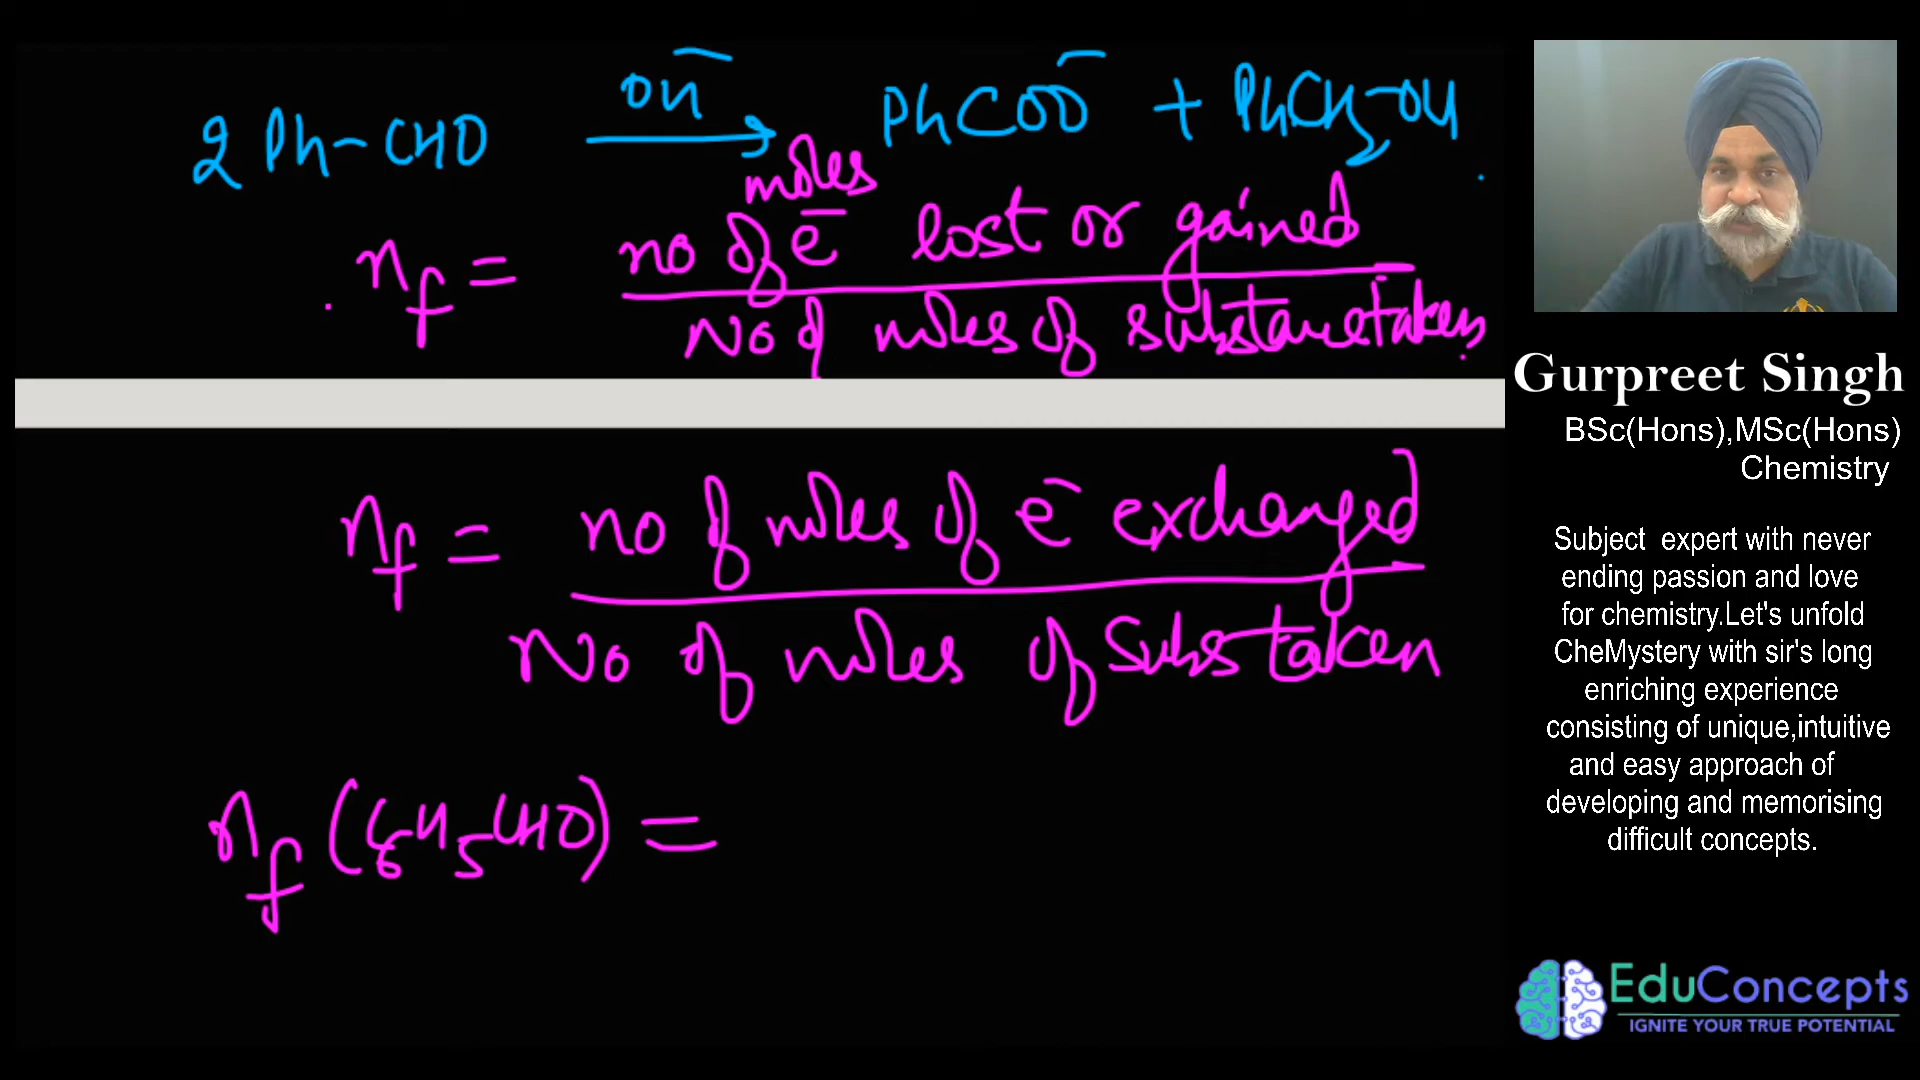 2 Ph-CHO OH⁻ → PhCOO⁻ + PhCH₂-OH
moles
nf = no of e⁻ lost or gained
No of moles of substance taken
nf = no of moles of e⁻ exchanged
No of moles of Subs taken
nf (C₆H₅CHO) =
Gurpreet Singh
BSc(Hons),MSc(Hons)
Chemistry
Subject expert with never
ending passion and love
for chemistry.Let's unfold
CheMystery with sir's long
enriching experience
consisting of unique,intuitive
and easy approach of
developing and memorising
difficult concepts.
EduConcepts
IGNITE YOUR TRUE POTENTIAL